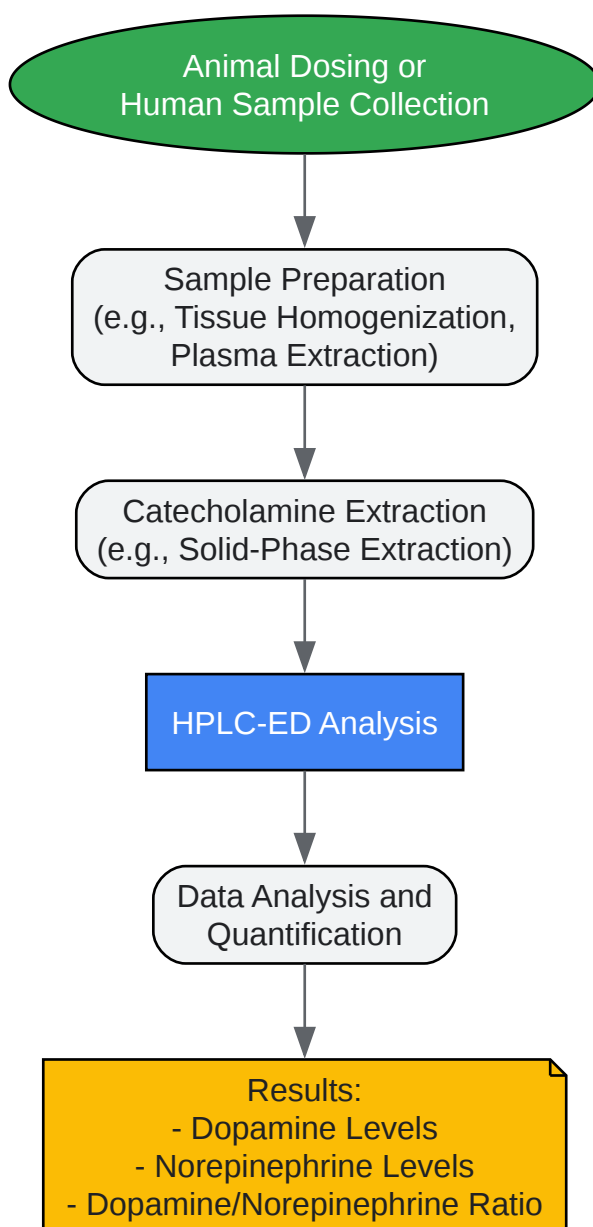 Animal Dosing or
Human Sample Collection
Sample Preparation
(e.g., Tissue Homogenization,
Plasma Extraction)
Catecholamine Extraction
(e.g., Solid-Phase Extraction)
HPLC-ED Analysis
Data Analysis and
Quantification
Results:
- Dopamine Levels
- Norepinephrine Levels
- Dopamine/Norepinephrine Ratio